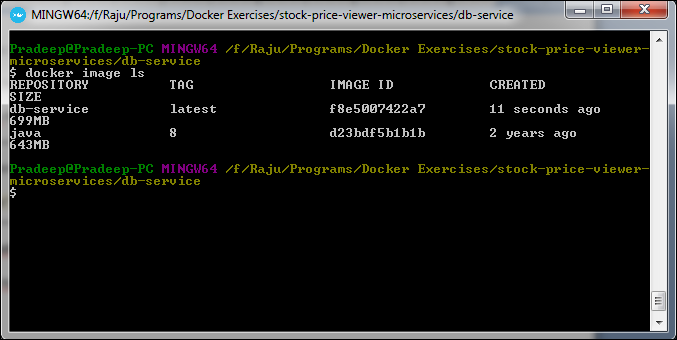 MINGW64:/f/Raju/Programs/Docker Exercises/stock-price-viewer-microservices/db-service
Pradeep@Pradeep-PC MINGW64 /f/Raju/Programs/Docker Exercises/stock-price-viewer-
microservices/db-service
$ docker image ls
REPOSITORY TAG IMAGE ID CREATED
SIZE
db-service latest f8e5007422a7 11 seconds ago
699MB
java 8 d23bdf5b1b1b 2 years ago
643MB
Pradeep@Pradeep-PC MINGW64 /f/Raju/Programs/Docker Exercises/stock-price-viewer-
microservices/db-service
$